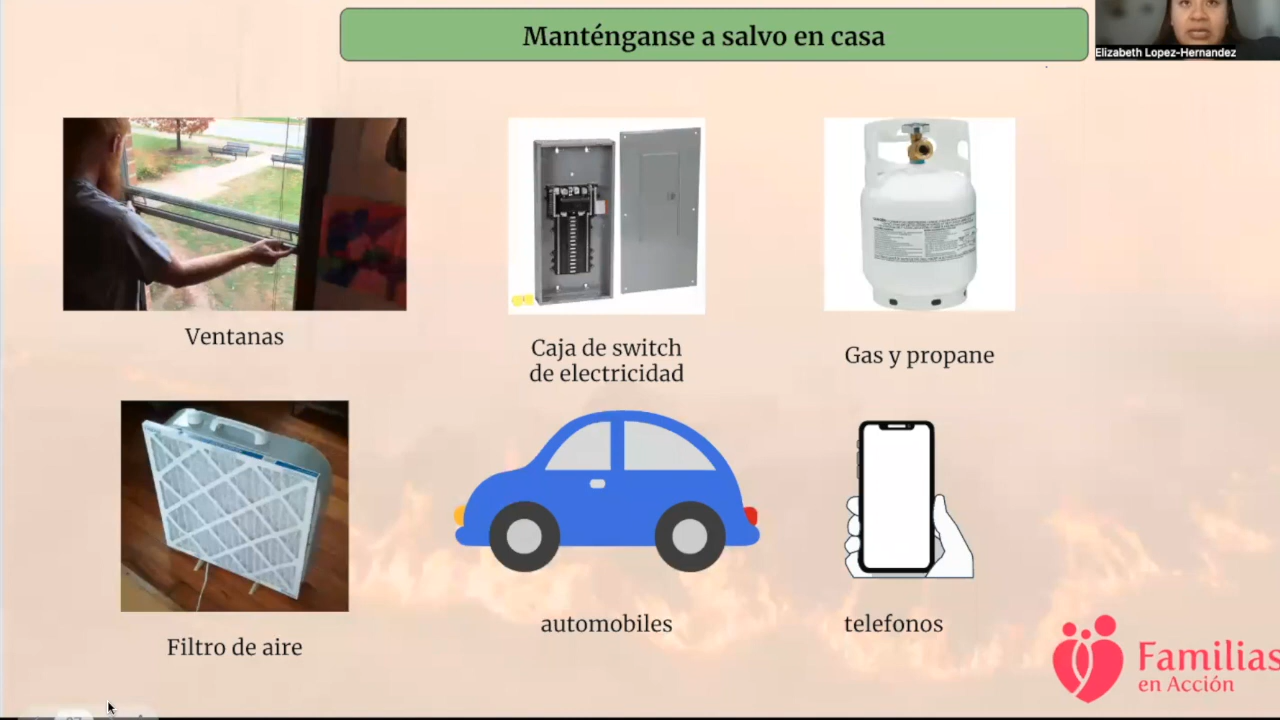 Manténganse a salvo en casa
Elizabeth Lopez-Hernandez
Ventanas
Caja de switch
de electricidad
Gas y propane
Filtro de aire
automobiles
telefonos
Familias
en Acción